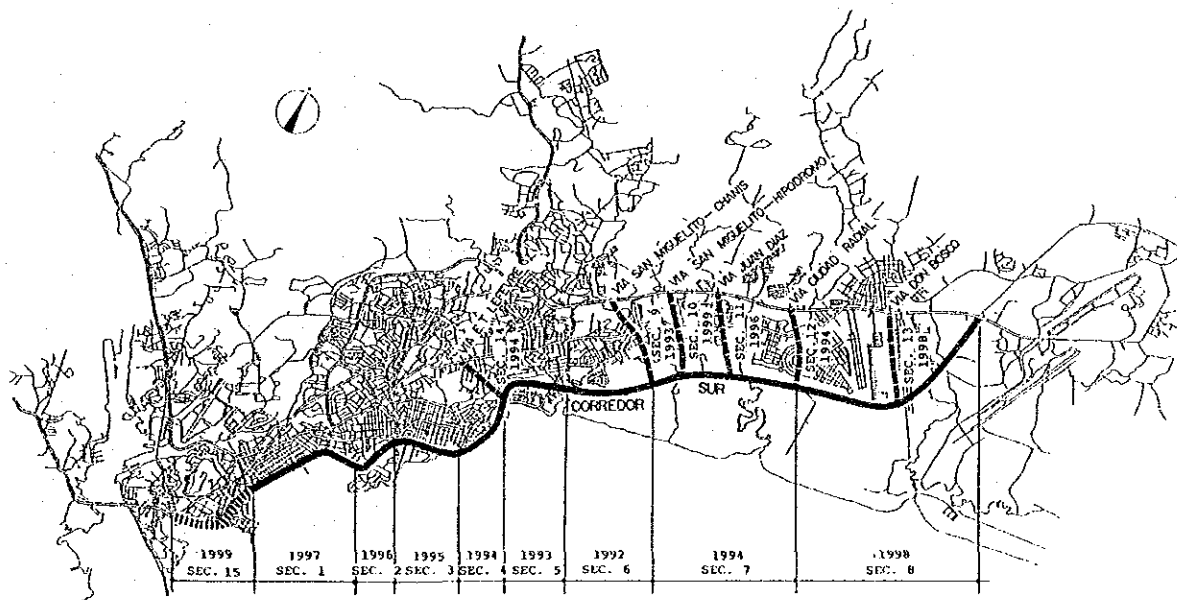 VIA SAN MIGUELITO-CHANIS
VIA SAN MIGUELITO-HIPODROMO
VIA JUAN DIAZ
VIA CIUDAD RADIAL
VIA DON BOSCO
SEC. 9
1993
SEC. 10
1999
SEC. 11
1996
SEC. 12
1994
SEC. 13
1998
SEC. 14
1994
CORREDOR
SUR
1999
SEC. 15
1997
SEC. 1
1996
SEC. 2
1995
SEC. 3
1994
SEC. 4
1993
SEC. 5
1992
SEC. 6
1994
SEC. 7
1998
SEC. 8